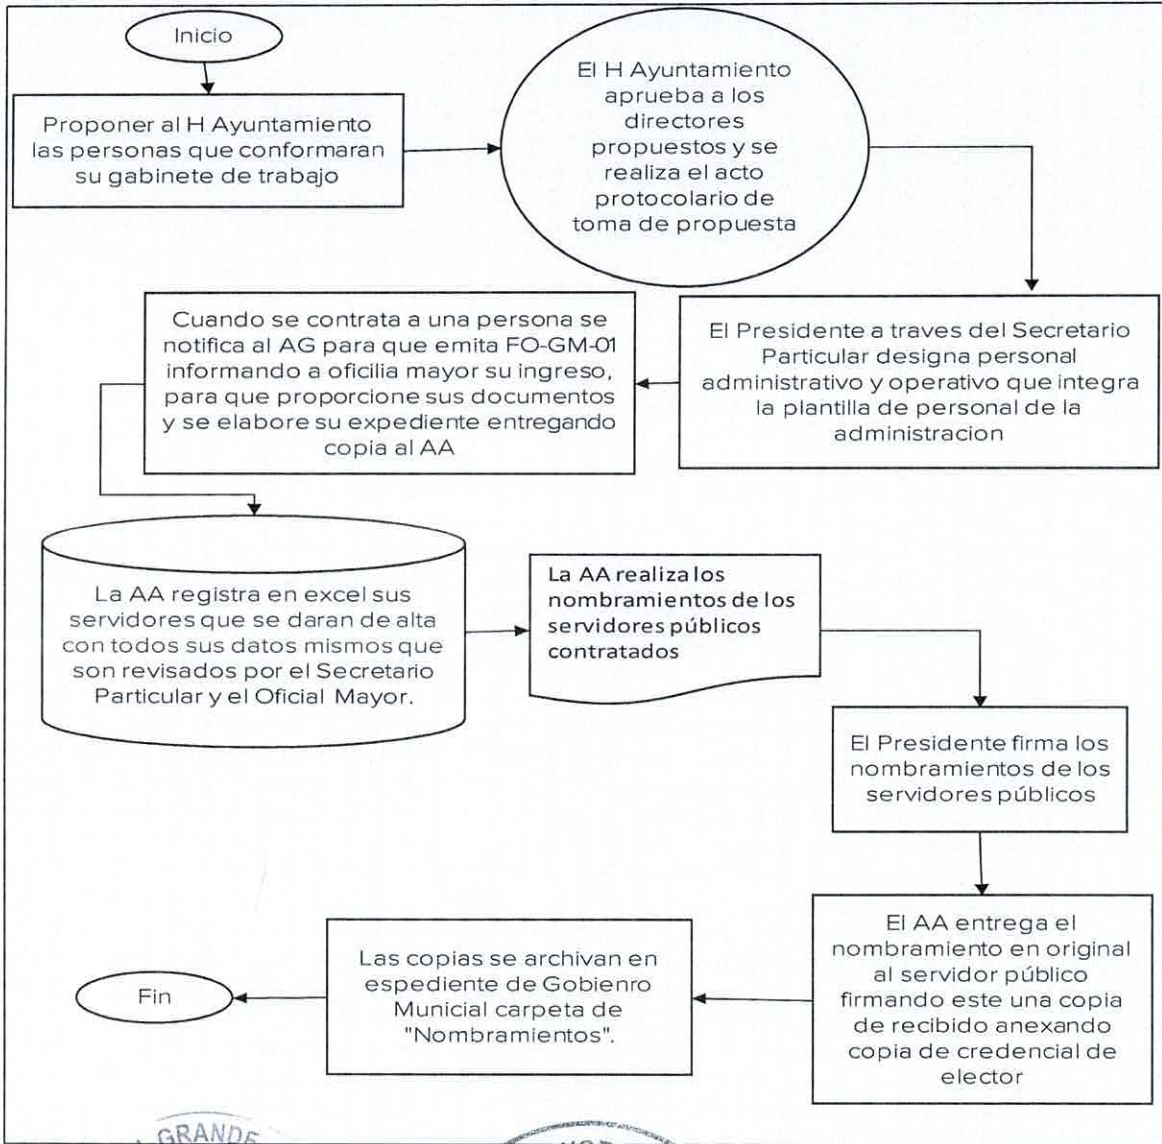 Inicio
Proponer al H Ayuntamiento
las personas que conformaran
su gabinete de trabajo
El H Ayuntamiento
aprueba a los
directores
propuestos y se
realiza el acto
protocolario de
toma de propuesta
El Presidente a traves del Secretario
Particular designa personal
administrativo y operativo que integra
la plantilla de personal de la
administracion
Cuando se contrata a una persona se
notifica al AG para que emita FO-GM-01
informando a oficilia mayor su ingreso,
para que proporcione sus documentos
y se elabore su expediente entregando
copia al AA
La AA registra en excel sus
servidores que se daran de alta
con todos sus datos mismos que
son revisados por el Secretario
Particular y el Oficial Mayor.
La AA realiza los
nombramientos de los
servidores públicos
contratados
El Presidente firma los
nombramientos de los
servidores públicos
El AA entrega el
nombramiento en original
al servidor público
firmando este una copia
de recibido anexando
copia de credencial de
elector
Las copias se archivan en
espediente de Gobienro
Municial carpeta de
"Nombramientos".
Fin
GRANDE